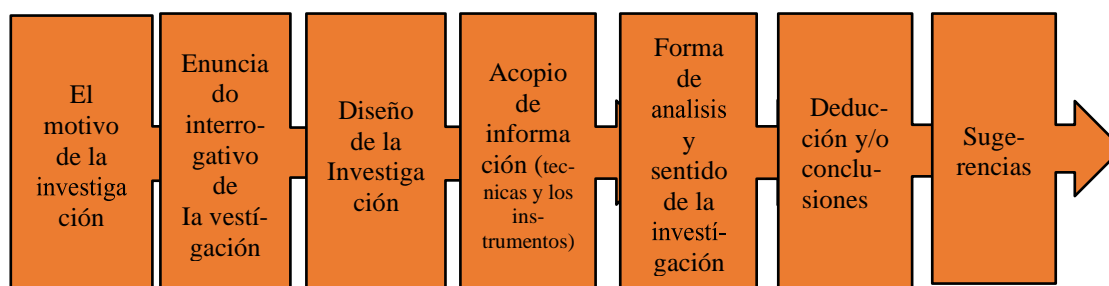 El
motivo
de la
investiga
ción
Enuncia
do
interro-
gativo
de
Ia vestí-
gación
Diseño
de la
Investiga
ción
Acopio
de
informa
ción (tec-
nicas y los
ins-
trumentos)
Forma
de
analisis
y
sentido
de la
investí-
gación
Deduc-
ción y/o
conclu-
siones
Suge-
rencias